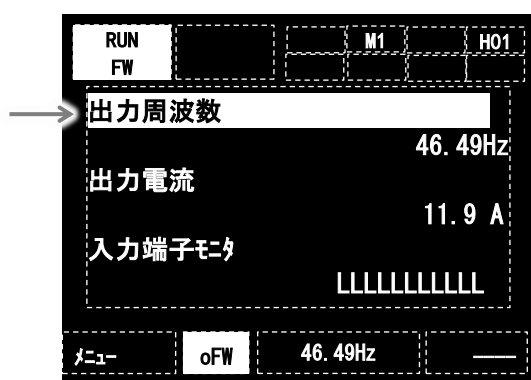 RUN
FW
M1
H01
出力周波数
46.49Hz
出力電流
11.9 A
入力端子モニタ
LLLLLLLLLLL
メニュー
oFW
46.49Hz